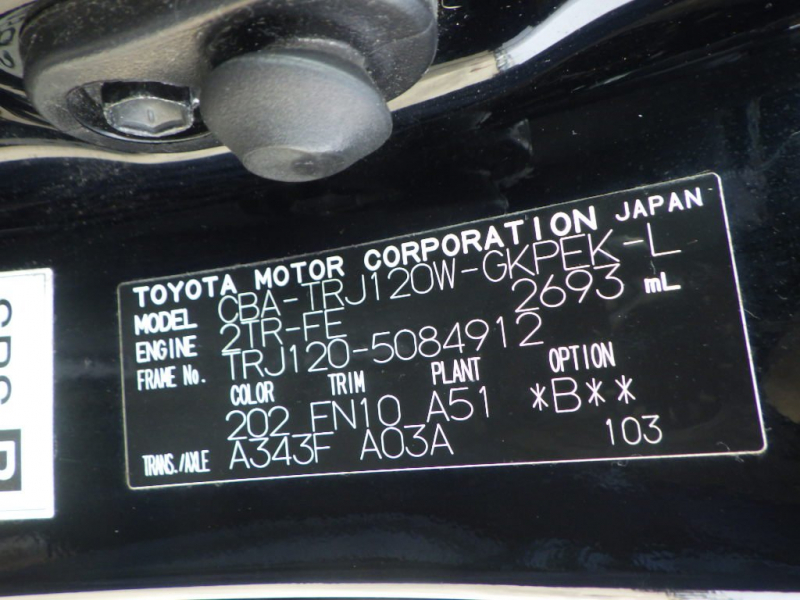 TOYOTA MOTOR CORPORATION JAPAN
MODEL CBA-TRJ120W-GKPEK-L
ENGINE 2TR-FE 2693 mL
FRAME No. TRJ120-5084912
COLOR TRIM PLANT OPTION
202 FN10 A51 *B**
TRANS./AXLE A343F A03A 103